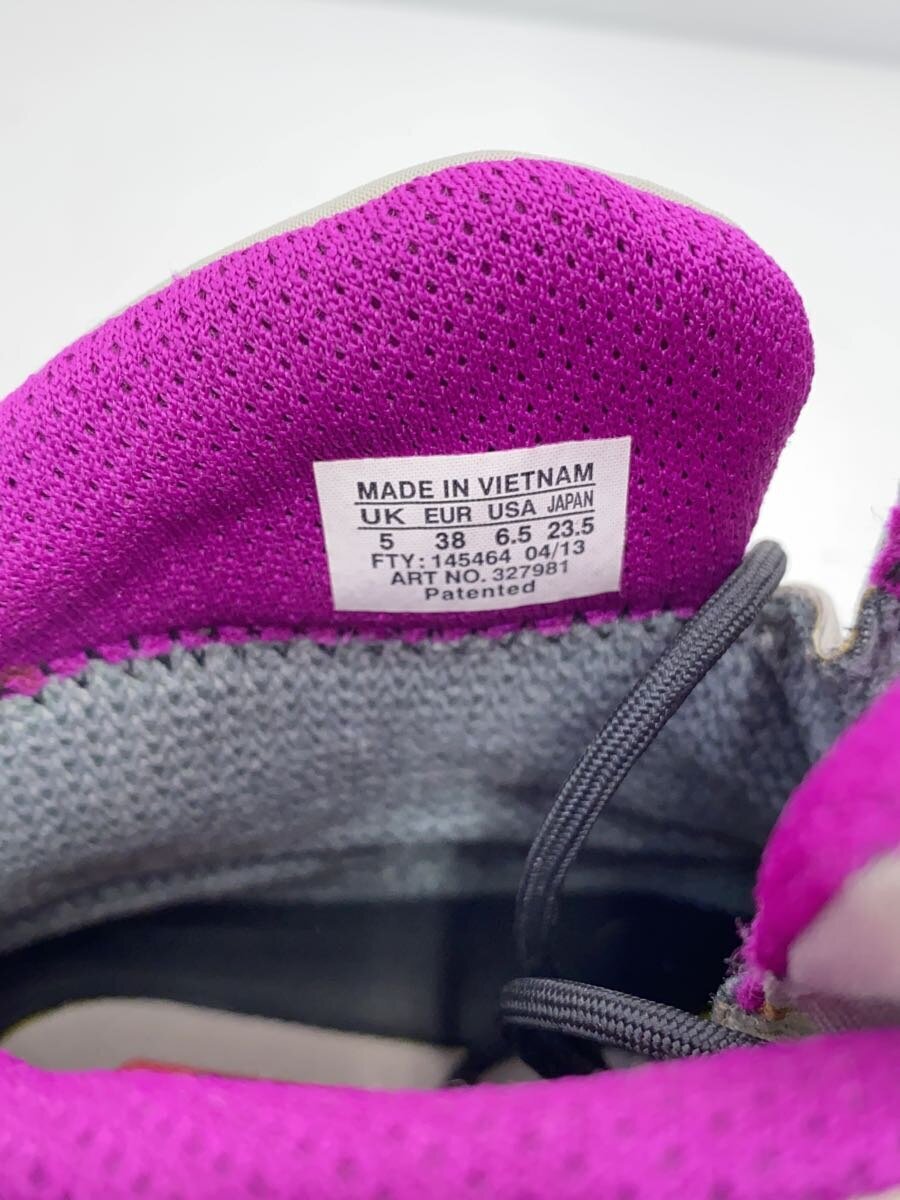 MADE IN VIETNAM
UK EUR USA JAPAN
5 38 6.5 23.5
FTY: 145464 04/13
ART NO. 327981
Patented